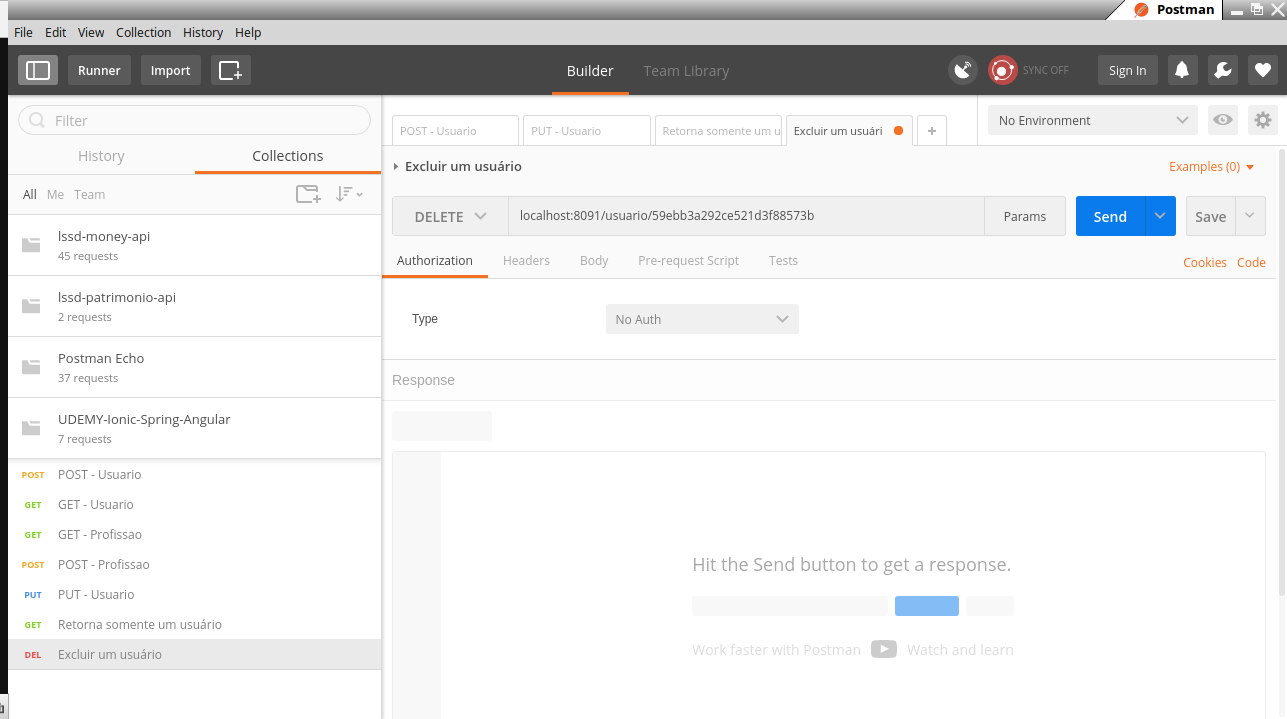 Postman
File Edit View Collection History Help
Runner Import Builder Team Library SYNC OFF Sign In
Filter
History Collections
All Me Team
lssd-money-api
45 requests
lssd-patrimonio-api
2 requests
Postman Echo
37 requests
UDEMY-Ionic-Spring-Angular
7 requests
POST POST - Usuario
GET GET - Usuario
GET GET - Profissao
POST POST - Profissao
PUT PUT - Usuario
GET Retorna somente um usuário
DEL Excluir um usuário
POST - Usuario PUT - Usuario Retorna somente um u Excluir um usuári +
No Environment
Excluir um usuário Examples (0)
DELETE localhost:8091/usuario/59ebb3a292ce521d3f88573b Params Send Save
Authorization Headers Body Pre-request Script Tests Cookies Code
Type No Auth
Response
Hit the Send button to get a response.
Work faster with Postman Watch and learn